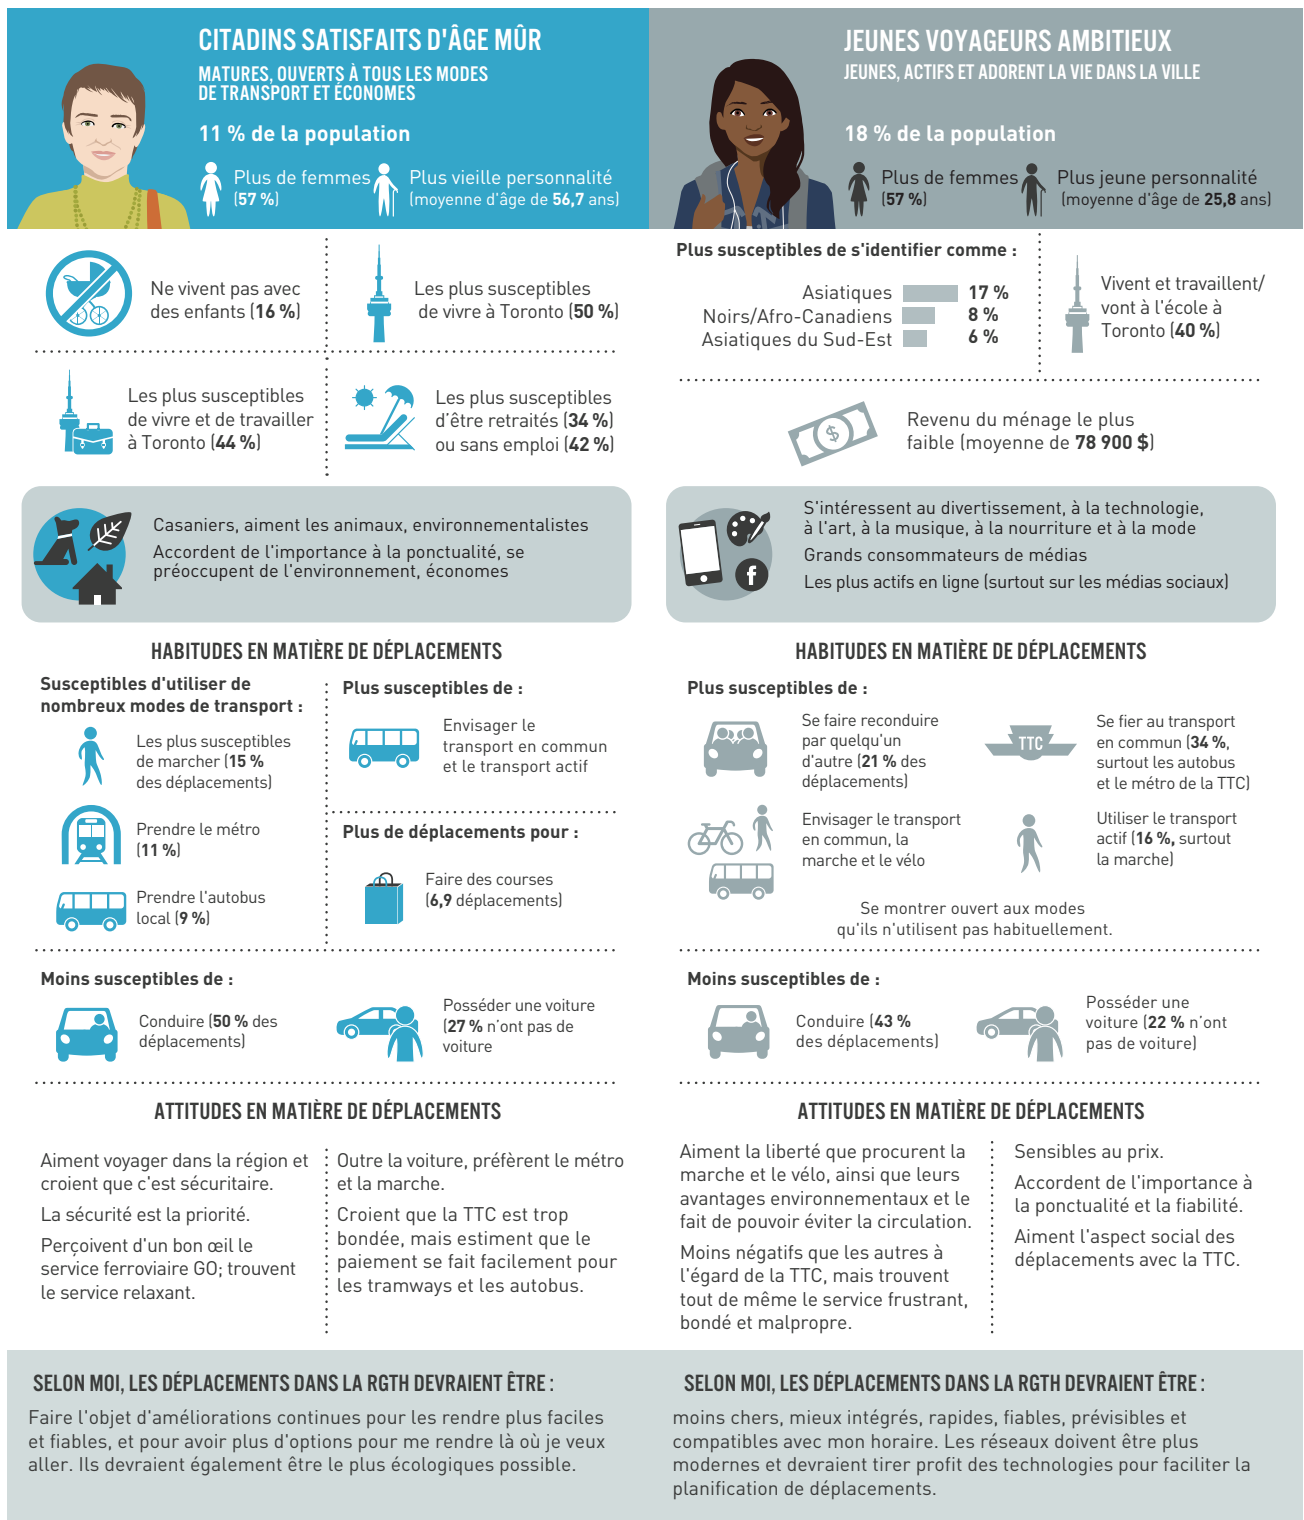 CITADINS SATISFAITS D'ÂGE MÛR
MATURES, OUVERTS À TOUS LES MODES
DE TRANSPORT ET ÉCONOMES
11 % de la population
Plus de femmes
(57 %)
Plus vieille personnalité
(moyenne d'âge de 56,7 ans)
Ne vivent pas avec
des enfants (16 %)
Les plus susceptibles
de vivre à Toronto (50 %)
Les plus susceptibles
de vivre et de travailler
à Toronto (44 %)
Les plus susceptibles
d'être retraités (34 %)
ou sans emploi (42 %)
Casaniers, aiment les animaux, environnementalistes
Accordent de l'importance à la ponctualité, se
préoccupent de l'environnement, économes
HABITUDES EN MATIÈRE DE DÉPLACEMENTS
Susceptibles d'utiliser de
nombreux modes de transport :
Les plus susceptibles
de marcher (15 %
des déplacements)
Prendre le métro
(11 %)
Prendre l'autobus
local (9 %)
Plus susceptibles de :
Envisager le
transport en commun
et le transport actif
Plus de déplacements pour :
Faire des courses
(6,9 déplacements)
Moins susceptibles de :
Conduire (50 % des
déplacements)
Posséder une voiture
(27 % n'ont pas de
voiture
ATTITUDES EN MATIÈRE DE DÉPLACEMENTS
Aiment voyager dans la région et
croient que c'est sécuritaire.
La sécurité est la priorité.
Perçoivent d'un bon œil le
service ferroviaire GO; trouvent
le service relaxant.
Outre la voiture, préfèrent le métro
et la marche.
Croient que la TTC est trop
bondée, mais estiment que le
paiement se fait facilement pour
les tramways et les autobus.
SELON MOI, LES DÉPLACEMENTS DANS LA RGTH DEVRAIENT ÊTRE :
Faire l'objet d'améliorations continues pour les rendre plus faciles
et fiables, et pour avoir plus d'options pour me rendre là où je veux
aller. Ils devraient également être le plus écologiques possible.
JEUNES VOYAGEURS AMBITIEUX
JEUNES, ACTIFS ET ADORENT LA VIE DANS LA VILLE
18 % de la population
Plus de femmes
(57 %)
Plus jeune personnalité
(moyenne d'âge de 25,8 ans)
Plus susceptibles de s'identifier comme :
Asiatiques 17 %
Noirs/Afro-Canadiens 8 %
Asiatiques du Sud-Est 6 %
Vivent et travaillent/
vont à l'école à
Toronto (40 %)
$
Revenu du ménage le plus
faible (moyenne de 78 900 $)
f
S'intéressent au divertissement, à la technologie,
à l'art, à la musique, à la nourriture et à la mode
Grands consommateurs de médias
Les plus actifs en ligne (surtout sur les médias sociaux)
HABITUDES EN MATIÈRE DE DÉPLACEMENTS
Plus susceptibles de :
Se faire reconduire
par quelqu'un
d'autre (21 % des
déplacements)
TTC
Se fier au transport
en commun (34 %,
surtout les autobus
et le métro de la TTC)
Envisager le transport
en commun, la
marche et le vélo
Utiliser le transport
actif (16 %, surtout
la marche)
Se montrer ouvert aux modes
qu'ils n'utilisent pas habituellement.
Moins susceptibles de :
Conduire (43 %
des déplacements)
Posséder une
voiture (22 % n'ont
pas de voiture)
ATTITUDES EN MATIÈRE DE DÉPLACEMENTS
Aiment la liberté que procurent la
marche et le vélo, ainsi que leurs
avantages environnementaux et le
fait de pouvoir éviter la circulation.
Moins négatifs que les autres à
l'égard de la TTC, mais trouvent
tout de même le service frustrant,
bondé et malpropre.
Sensibles au prix.
Accordent de l'importance à
la ponctualité et la fiabilité.
Aiment l'aspect social des
déplacements avec la TTC.
SELON MOI, LES DÉPLACEMENTS DANS LA RGTH DEVRAIENT ÊTRE :
moins chers, mieux intégrés, rapides, fiables, prévisibles et
compatibles avec mon horaire. Les réseaux doivent être plus
modernes et devraient tirer profit des technologies pour faciliter la
planification de déplacements.